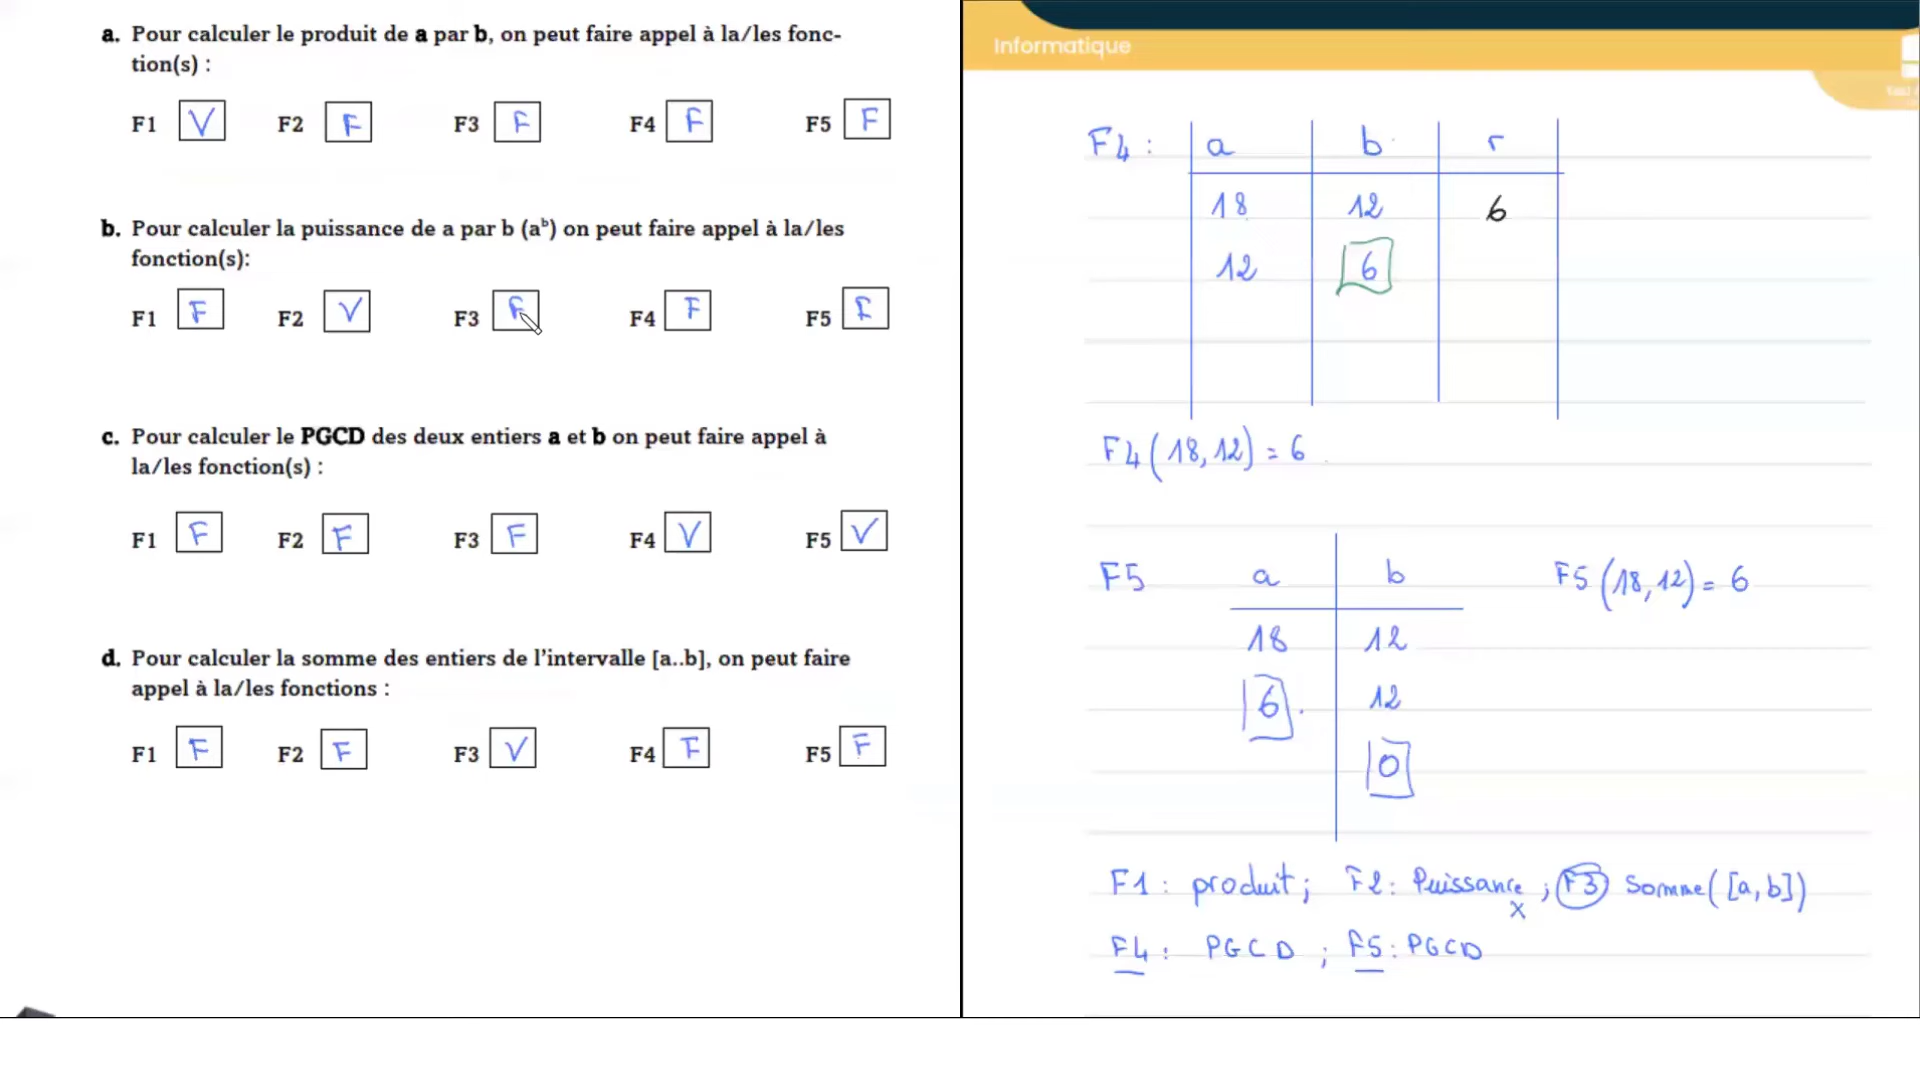 a. Pour calculer le produit de a par b, on peut faire appel à la/les fonc-
tion(s) :
F1 V F2 F F3 F F4 F F5 F
b. Pour calculer la puissance de a par b (aᵇ) on peut faire appel à la/les
fonction(s):
F1 F F2 V F3 F F4 F F5 F
c. Pour calculer le PGCD des deux entiers a et b on peut faire appel à
la/les fonction(s) :
F1 F F2 F F3 F F4 V F5 V
d. Pour calculer la somme des entiers de l'intervalle [a..b], on peut faire
appel à la/les fonctions :
F1 F F2 F F3 V F4 F F5 F
Informatique
F4 : a b r
18 12 6
12 6
F4(18,12) = 6
F5 a b F5(18,12) = 6
18 12
6 12
0
F1 : produit ; F2 : Puissance ; F3 Somme([a,b])
x
F4 : PGCD ; F5 : PGCD